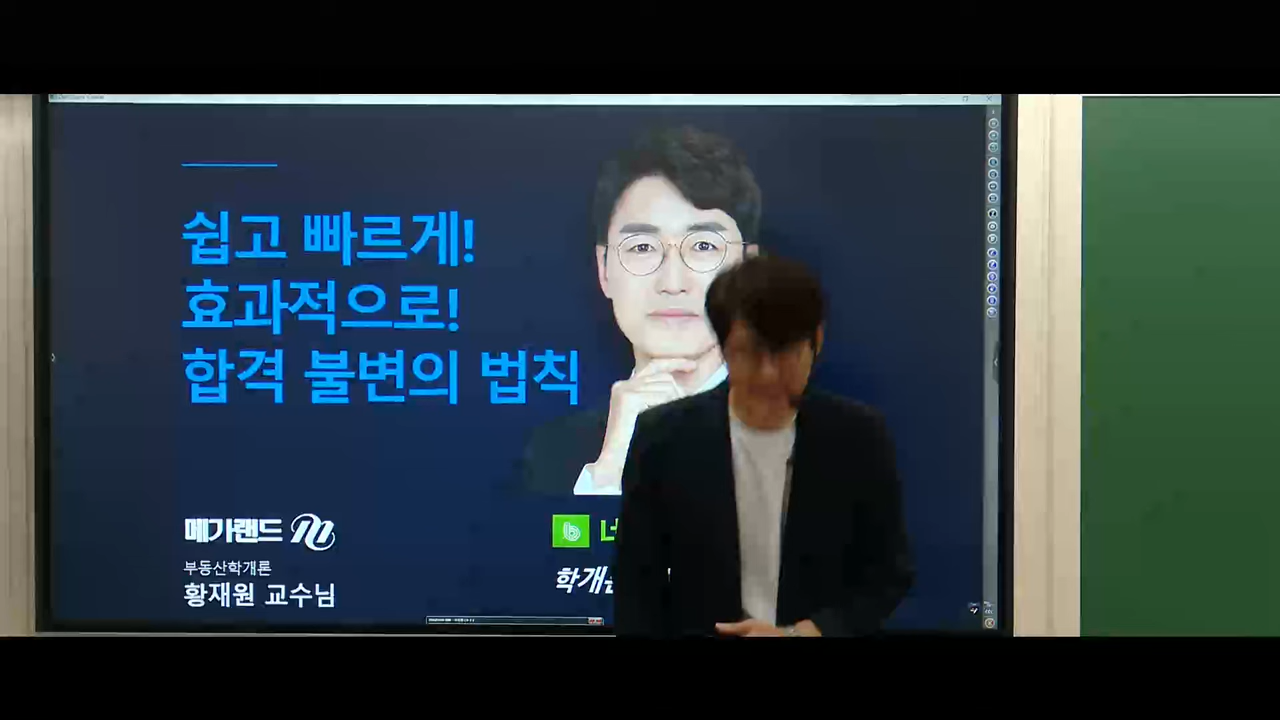 쉽고 빠르게!
효과적으로!
합격 불변의 법칙
메가랜드
부동산학개론
황재원 교수님
b